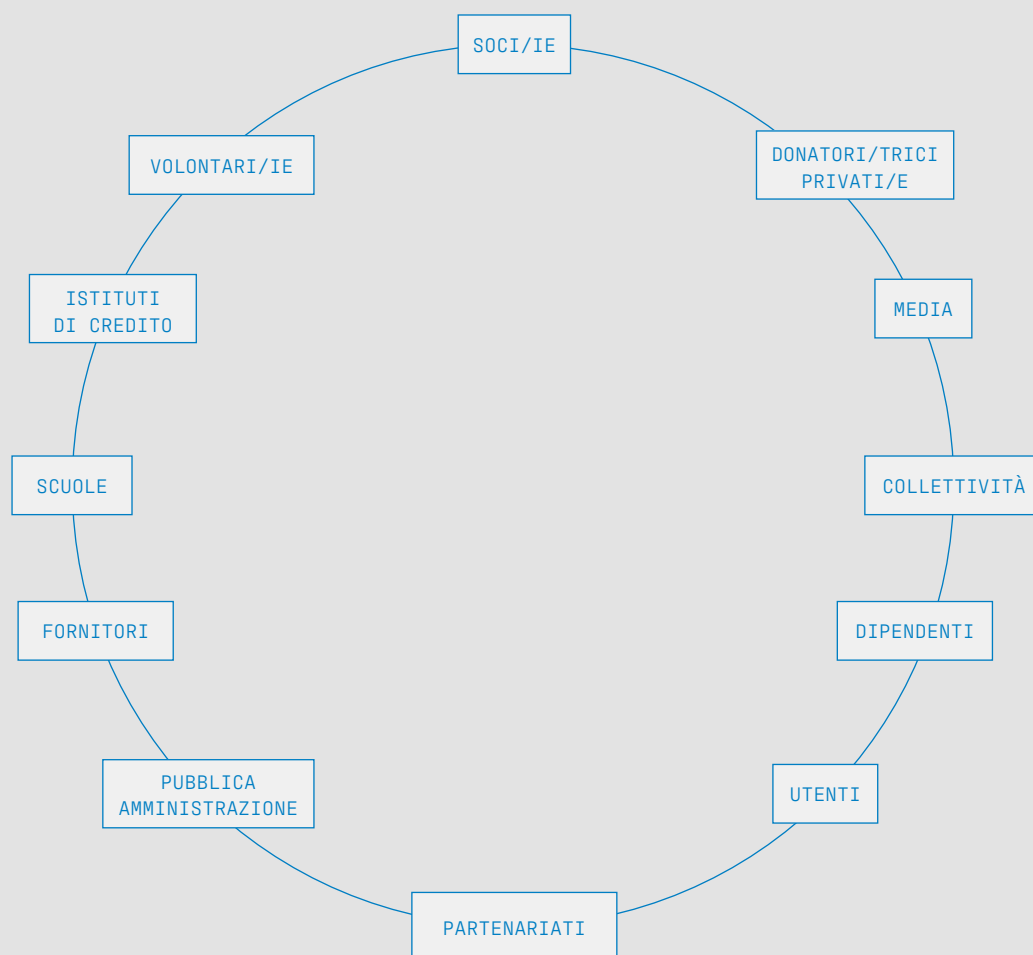 SOCI/IE
VOLONTARI/IE
DONATORI/TRICI
PRIVATI/E
ISTITUTI
DI CREDITO
MEDIA
SCUOLE
COLLETTIVITÀ
FORNITORI
DIPENDENTI
PUBBLICA
AMMINISTRAZIONE
UTENTI
PARTENARIATI